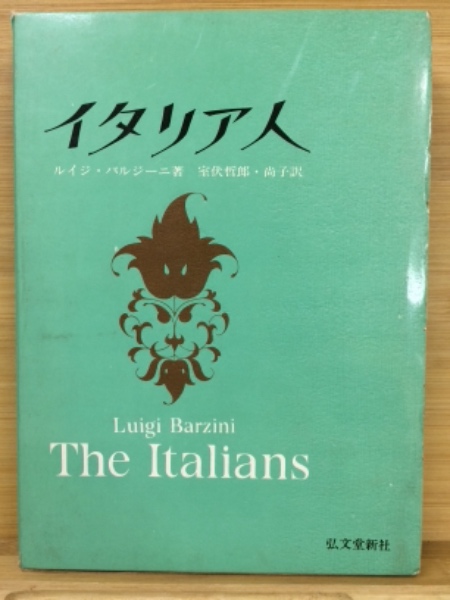 イタリア人
ルイジ・バルジーニ著 室伏哲郎・尚子訳
Luigi Barzini
The Italians
弘文堂新社